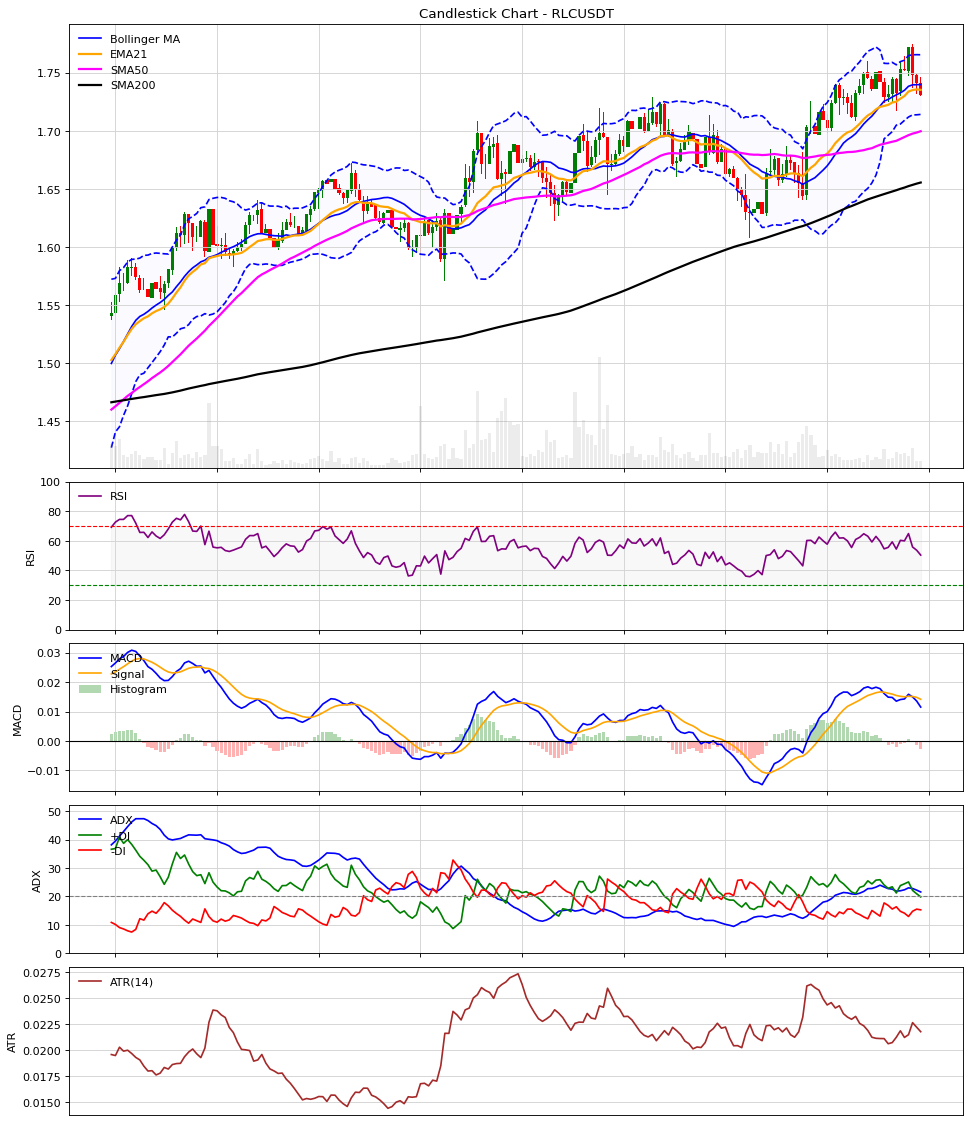 Candlestick Chart - RLCUSDT
Bollinger MA
EMA21
SMA50
SMA200
1.75
1.70
1.65
1.60
1.55
1.50
1.45
RSI
100
80
60
40
20
0
RSI
MACD
Signal
Histogram
0.03
0.02
0.01
0.00
−0.01
MACD
ADX
+DI
-DI
50
40
30
20
10
0
ADX
ATR(14)
0.0275
0.0250
0.0225
0.0200
0.0175
0.0150
ATR